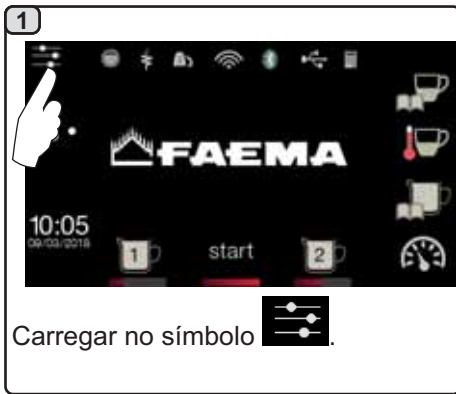 1
FAEMA
10:05
09/03/2018
1 start 2
Carregar no símbolo .